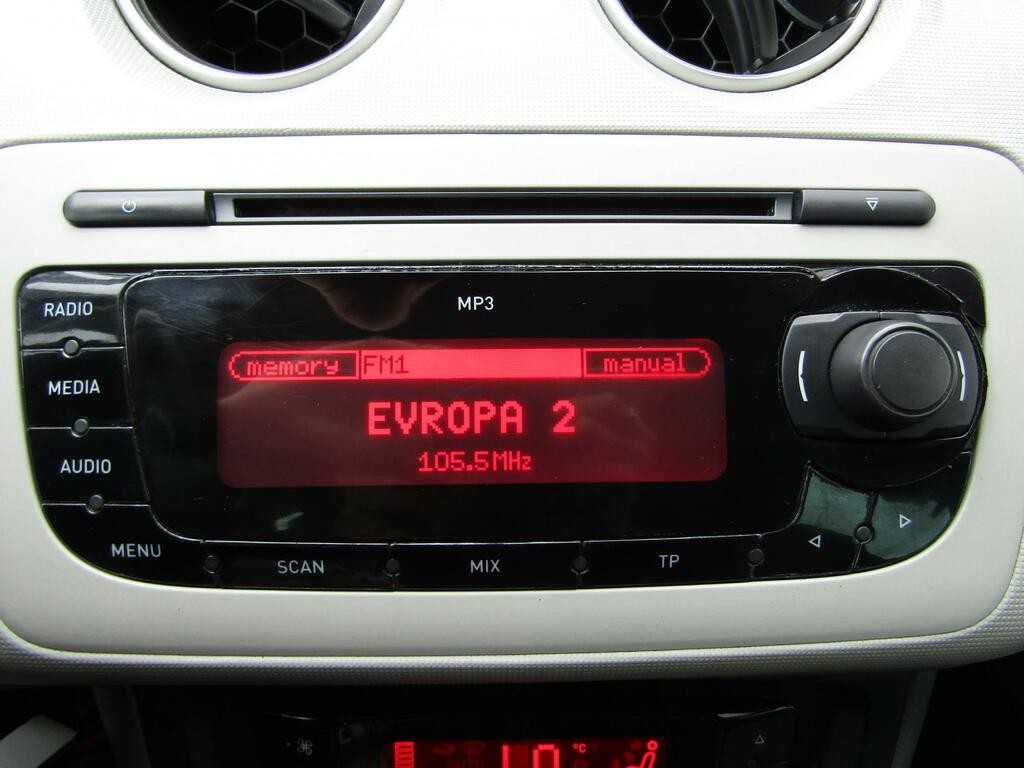 MP3
RADIO
memory FM1 manual
MEDIA
EVROPA 2
105.5MHz
AUDIO
MENU
SCAN MIX TP
°C